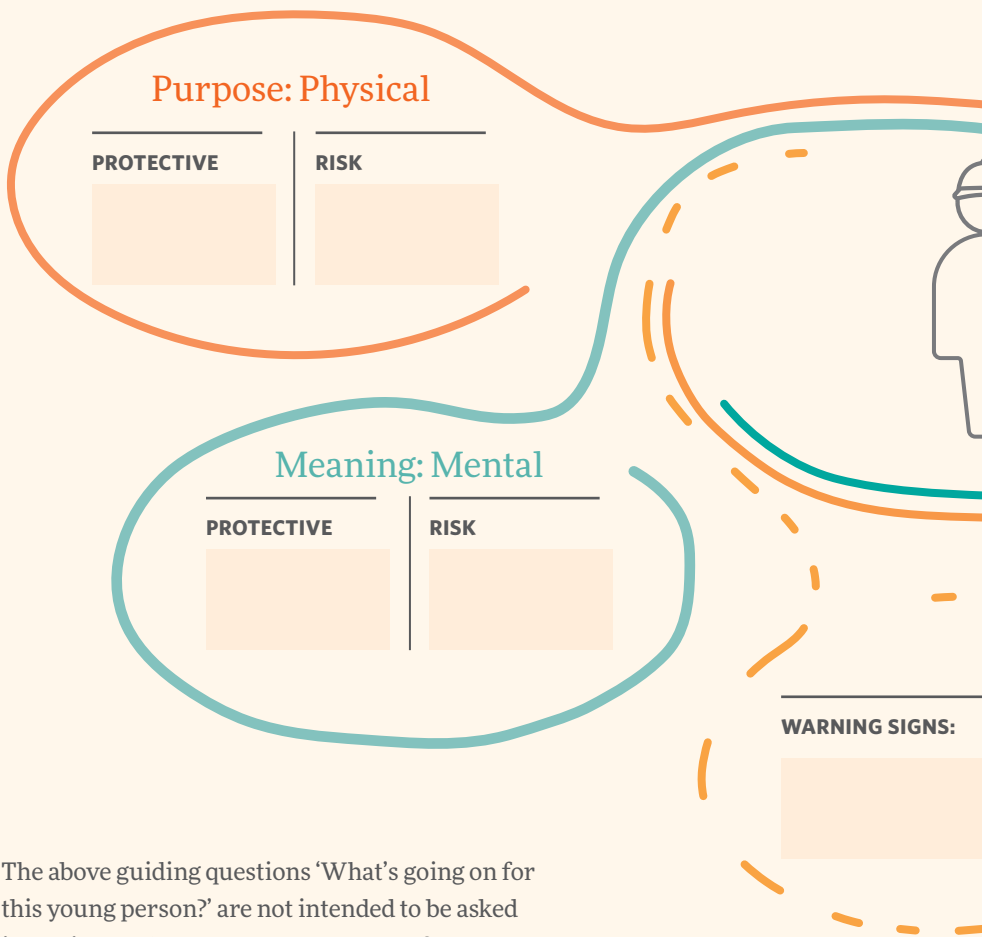 Purpose: Physical
PROTECTIVE
RISK
Meaning: Mental
PROTECTIVE
RISK
WARNING SIGNS:
The above guiding questions ‘What’s going on for
this young person?’ are not intended to be asked